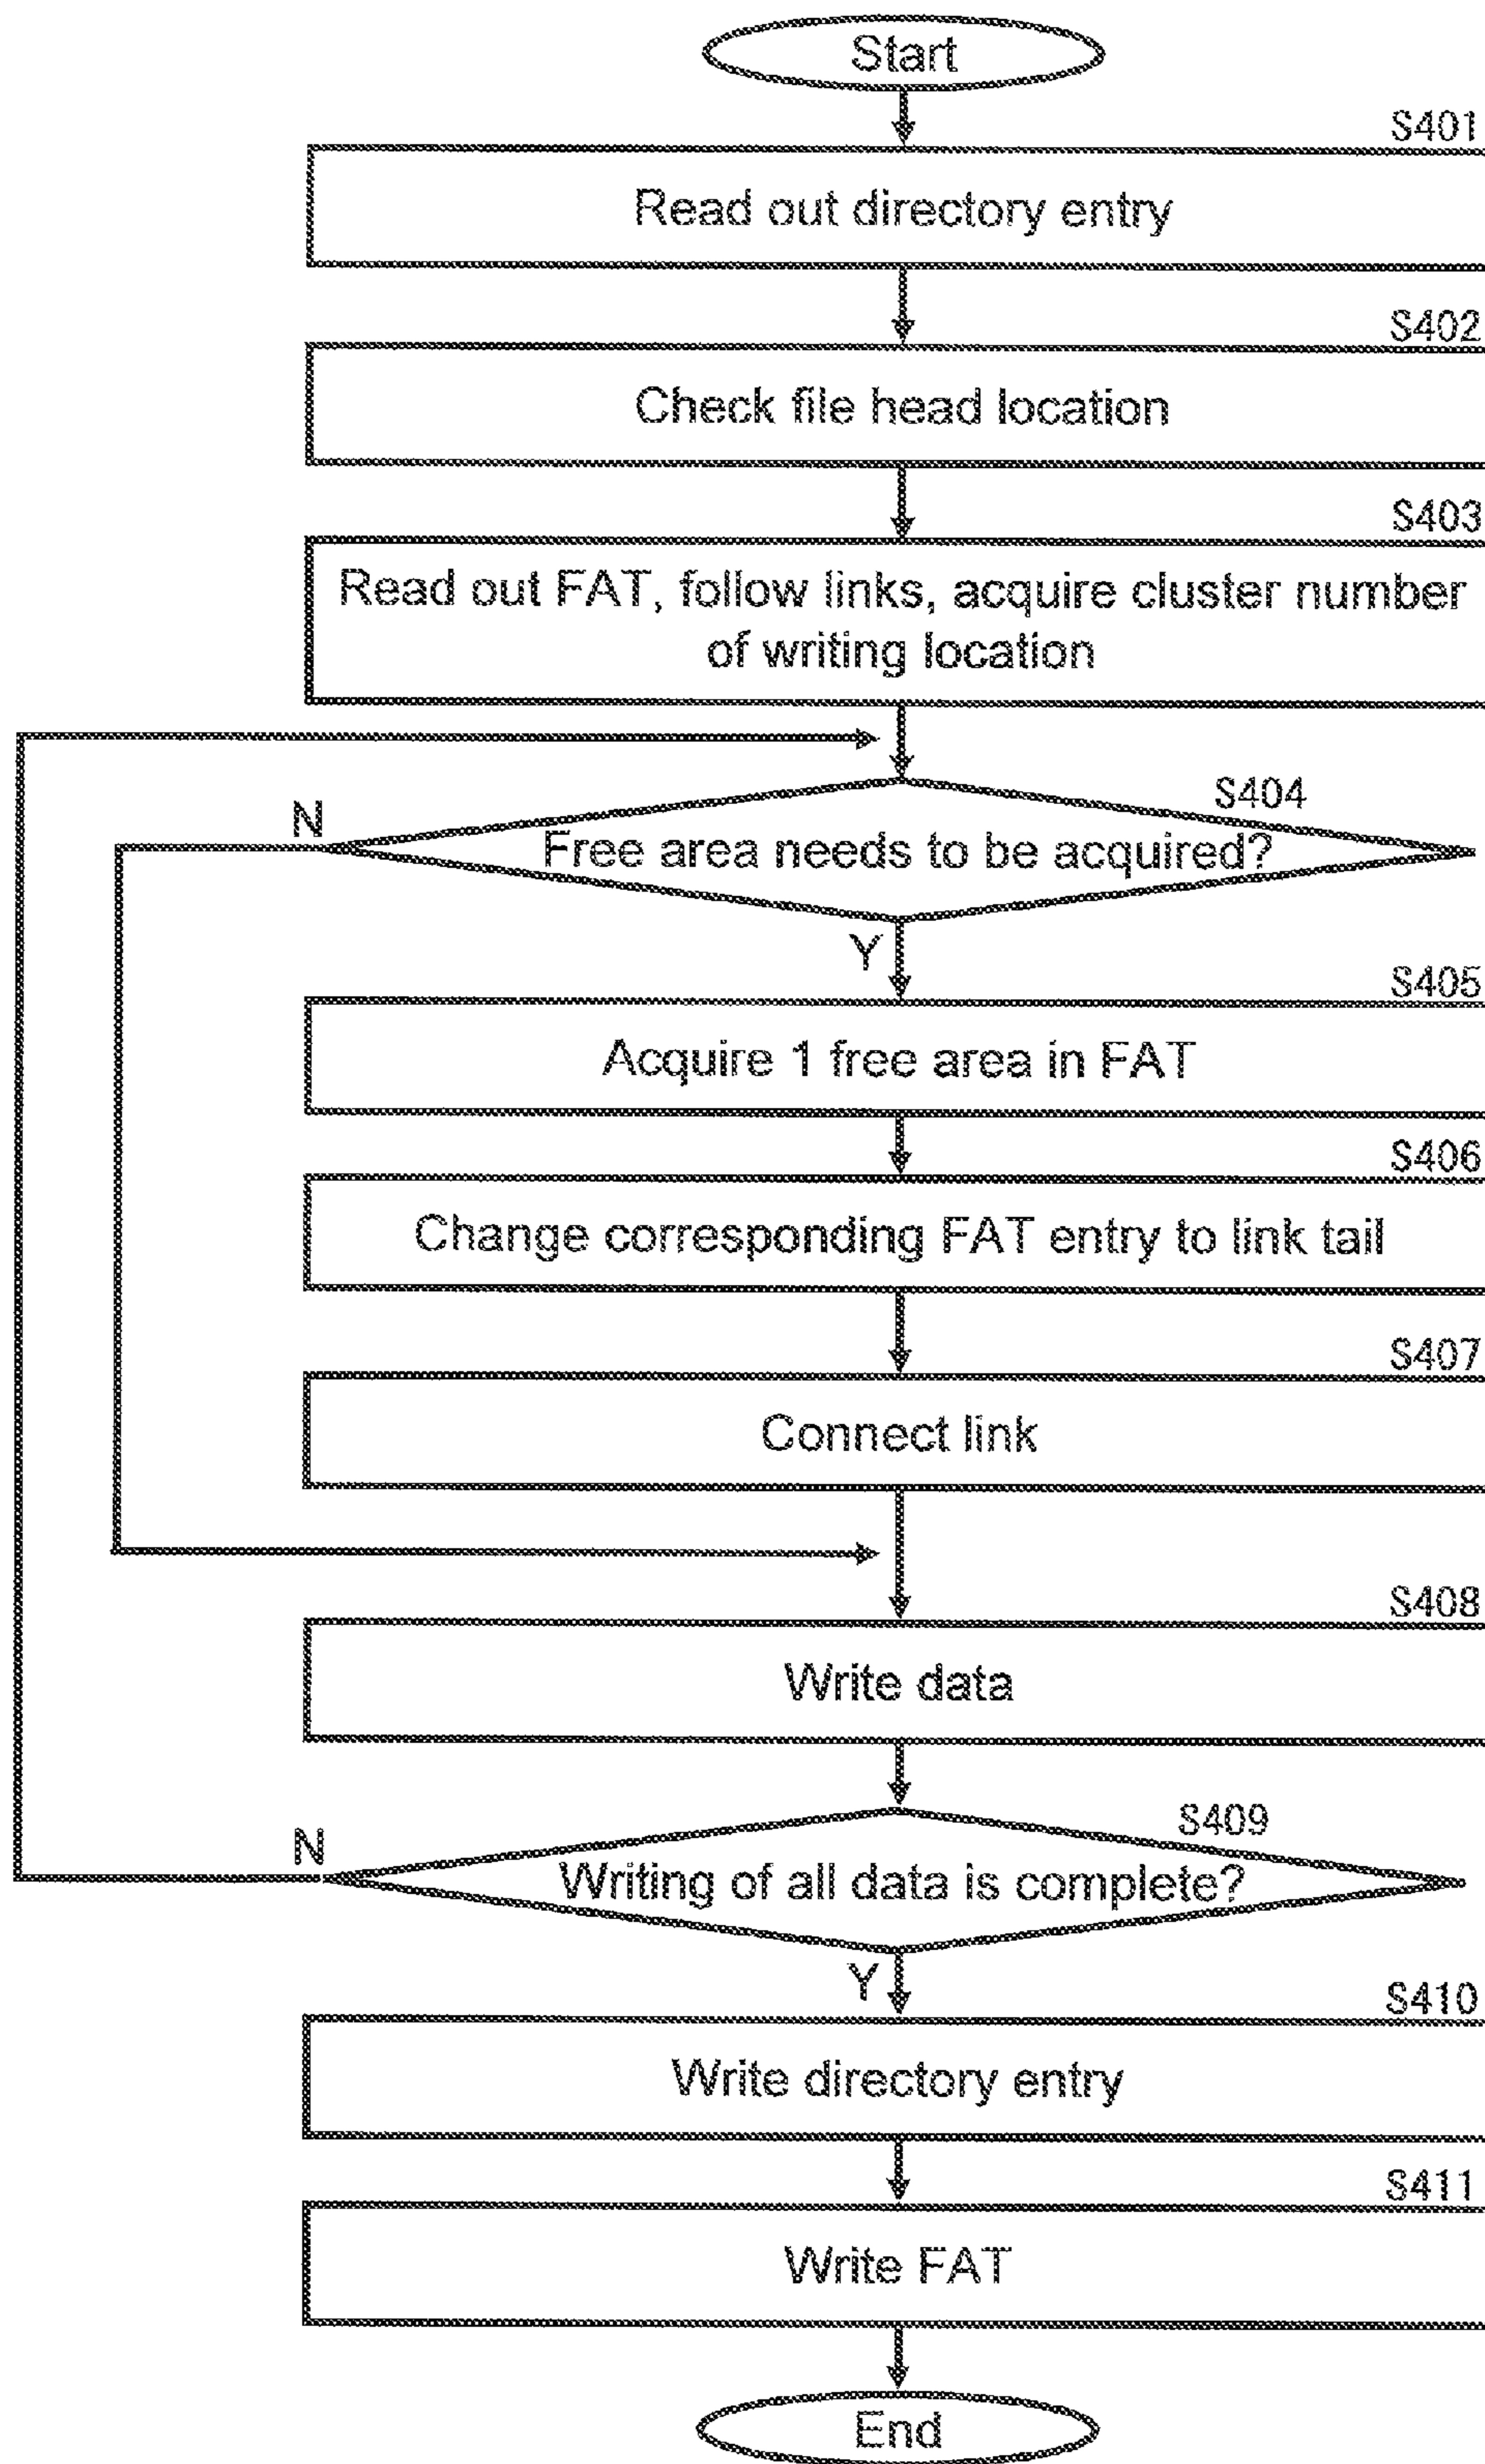 Start
S401
Read out directory entry
S402
Check file head location
S403
Read out FAT, follow links, acquire cluster number
of writing location
S404
N
Free area needs to be acquired?
Y
S405
Acquire 1 free area in FAT
S406
Change corresponding FAT entry to link tail
S407
Connect link
S408
Write data
S409
N
Writing of all data is complete?
Y
S410
Write directory entry
S411
Write FAT
End